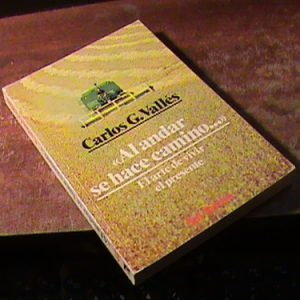 Carlos G. Vallés
«Al andar
se hace camino...»
El arte de vivir
el presente